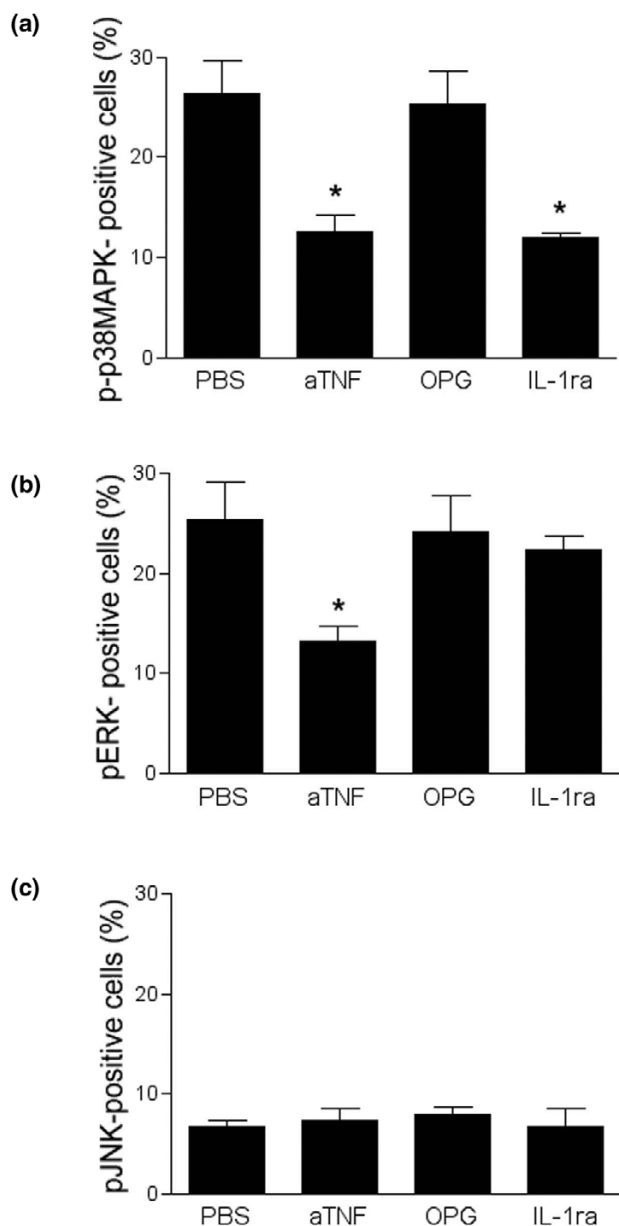 (a)
p-p38MAPK- positive cells (%)
30
20
10
0
*
*
PBS aTNF OPG IL-1ra
(b)
pERK- positive cells (%)
30
20
10
0
*
PBS aTNF OPG IL-1ra
(c)
pJNK-positive cells (%)
30
20
10
0
PBS aTNF OPG IL-1ra